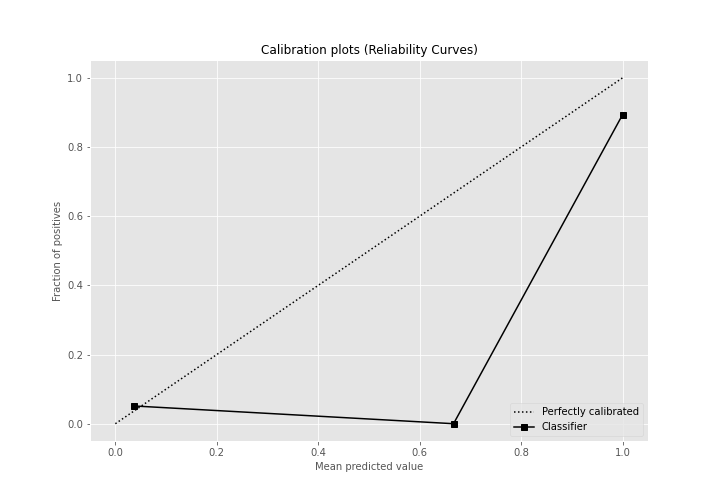 Calibration plots (Reliability Curves)
1.0
0.8
0.6
0.4
0.2
0.0
Fraction of positives
0.0 0.2 0.4 0.6 0.8 1.0
Mean predicted value
Perfectly calibrated
Classifier